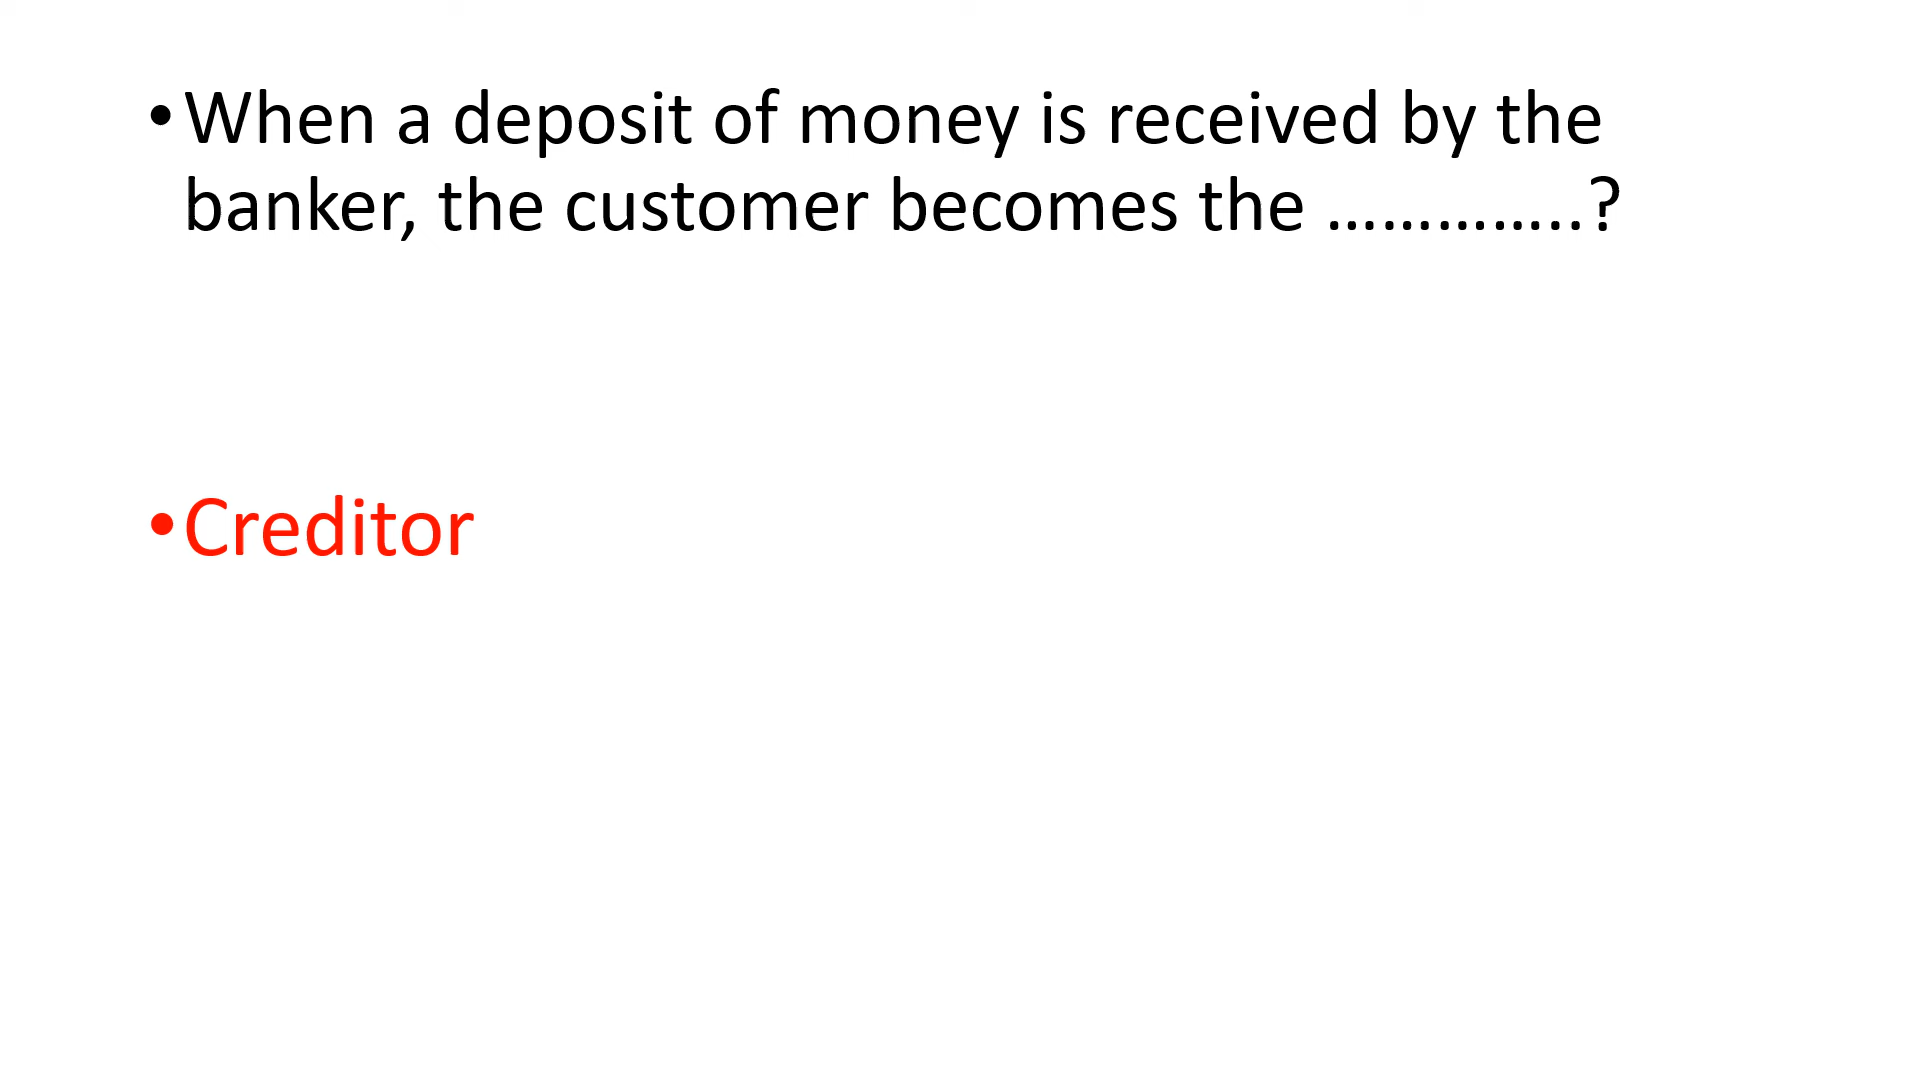 •When a deposit of money is received by the
banker, the customer becomes the …………..?
•Creditor